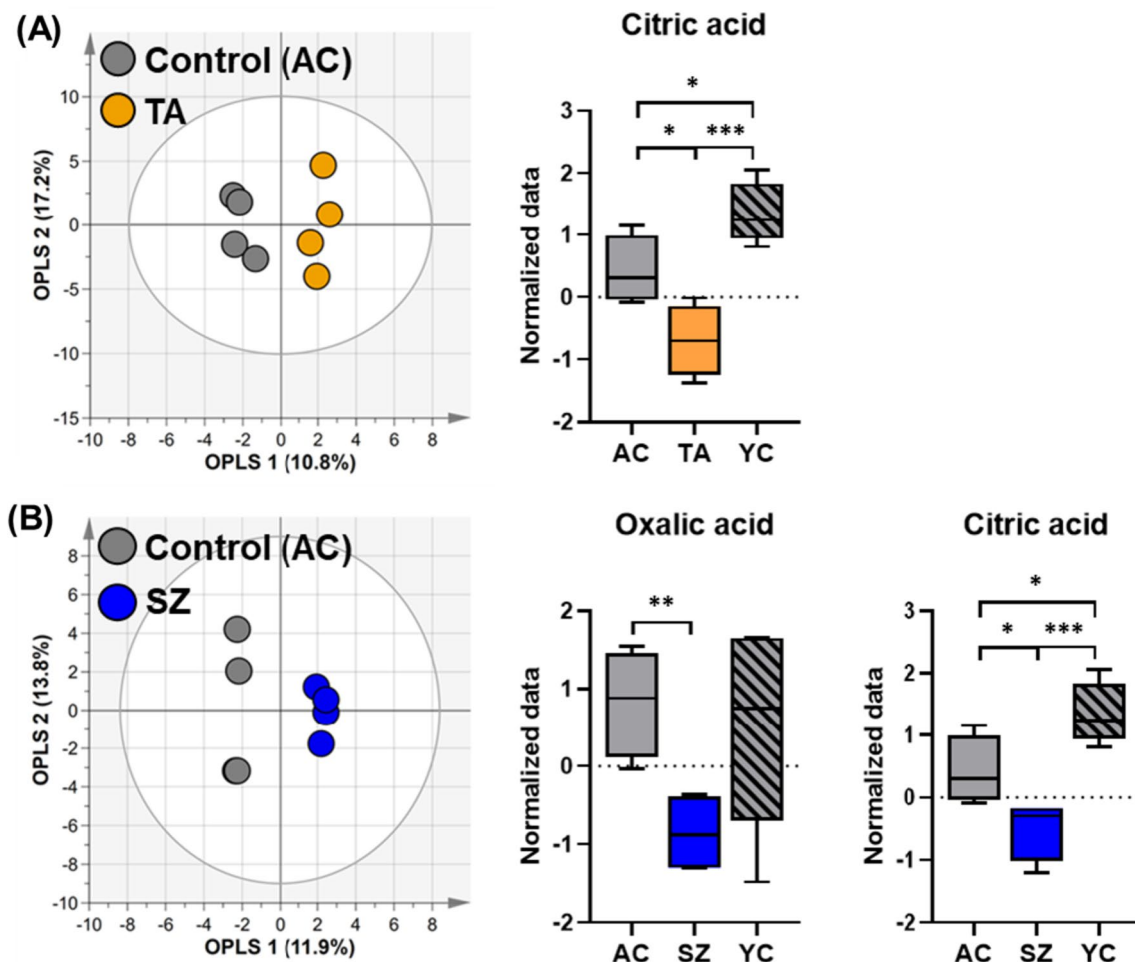 (A)
Control (AC)
TA
OPLS 2 (17.2%)
15
10
5
0
-5
-10
-15
-10 -8 -6 -4 -2 0 2 4 6 8
OPLS 1 (10.8%)
Citric acid
Normalized data
3
2
1
0
-1
-2
*
* ***
AC TA YC
(B)
Control (AC)
SZ
OPLS 2 (13.8%)
8
6
4
2
0
-2
-4
-6
-8
-10
-10 -8 -6 -4 -2 0 2 4 6 8
OPLS 1 (11.9%)
Oxalic acid
Normalized data
2
1
0
-1
-2
**
AC SZ YC
Citric acid
Normalized data
3
2
1
0
-1
-2
*
* ***
AC SZ YC